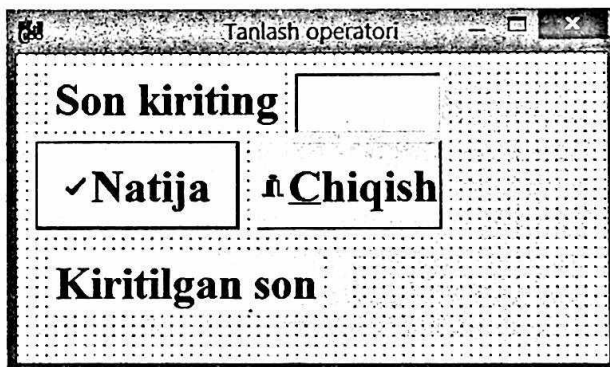 Tanlash operatori
Son kiriting
Natija
Chiqish
Kiritilgan son